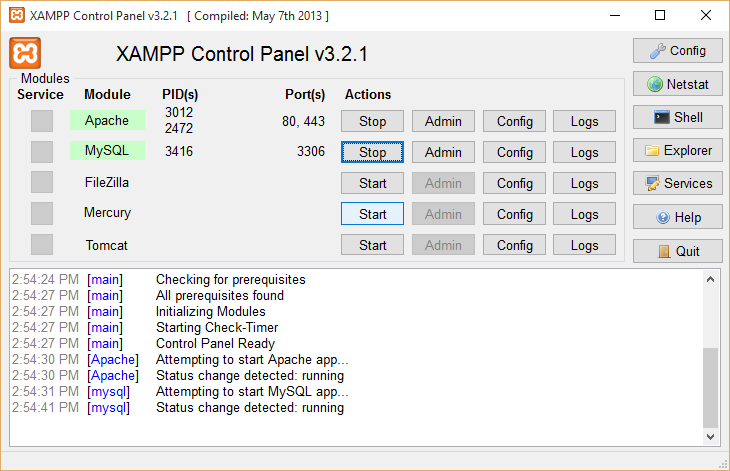 XAMPP Control Panel v3.2.1 [ Compiled: May 7th 2013 ]
XAMPP Control Panel v3.2.1
Config
Modules
Service Module PID(s) Port(s) Actions
Netstat
Apache 3012 2472 80, 443 Stop Admin Config Logs
Shell
MySQL 3416 3306 Stop Admin Config Logs
Explorer
FileZilla Start Admin Config Logs
Services
Mercury Start Admin Config Logs
Help
Tomcat Start Admin Config Logs
Quit
2:54:24 PM [main] Checking for prerequisites
2:54:27 PM [main] All prerequisites found
2:54:27 PM [main] Initializing Modules
2:54:27 PM [main] Starting Check-Timer
2:54:27 PM [main] Control Panel Ready
2:54:30 PM [Apache] Attempting to start Apache app...
2:54:30 PM [Apache] Status change detected: running
2:54:31 PM [mysql] Attempting to start MySQL app...
2:54:41 PM [mysql] Status change detected: running